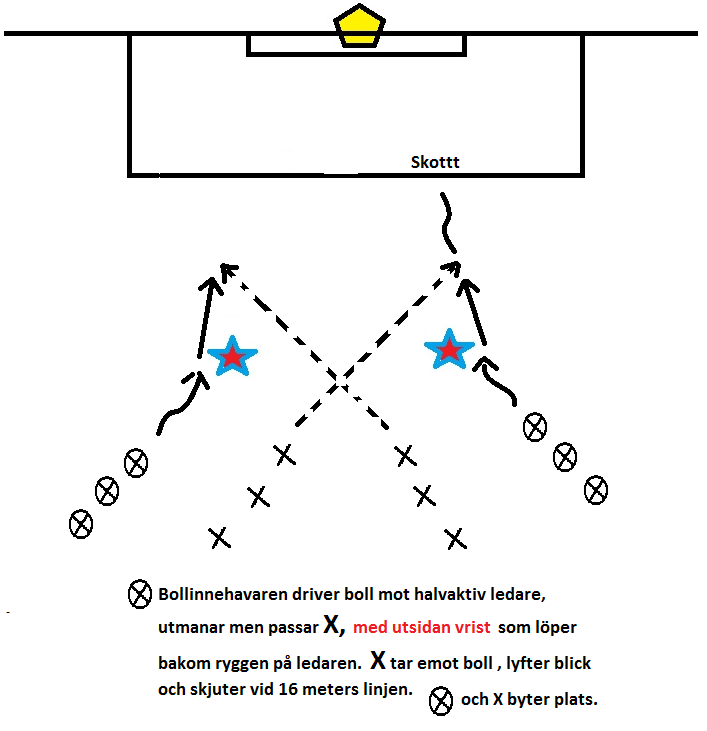 Skottt
Bollinnehavaren driver boll mot halvaktiv ledare,
utmanar men passar X, med utsidan vrist som löper
bakom ryggen på ledaren. X tar emot boll , lyfter blick
och skjuter vid 16 meters linjen.
och X byter plats.